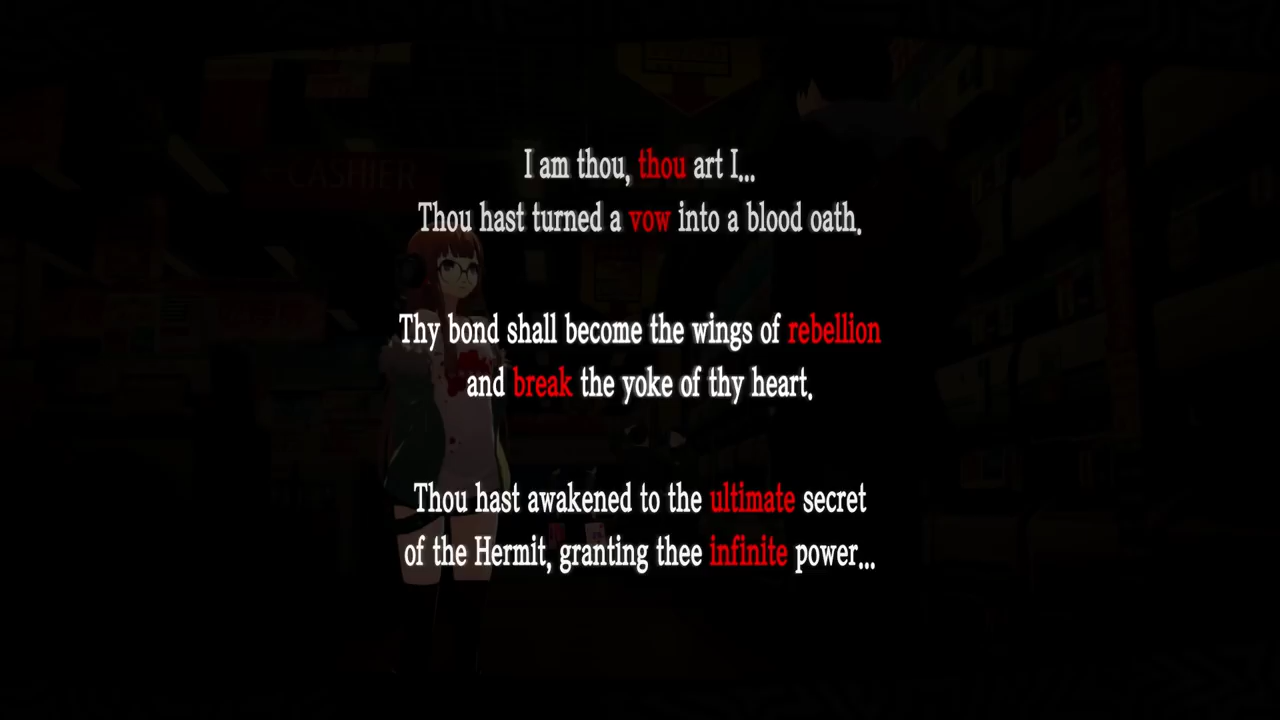 I am thou, thou art I...
Thou hast turned a vow into a blood oath.
Thy bond shall become the wings of rebellion
and break the yoke of thy heart.
Thou hast awakened to the ultimate secret
of the Hermit, granting thee infinite power...
CASHIER